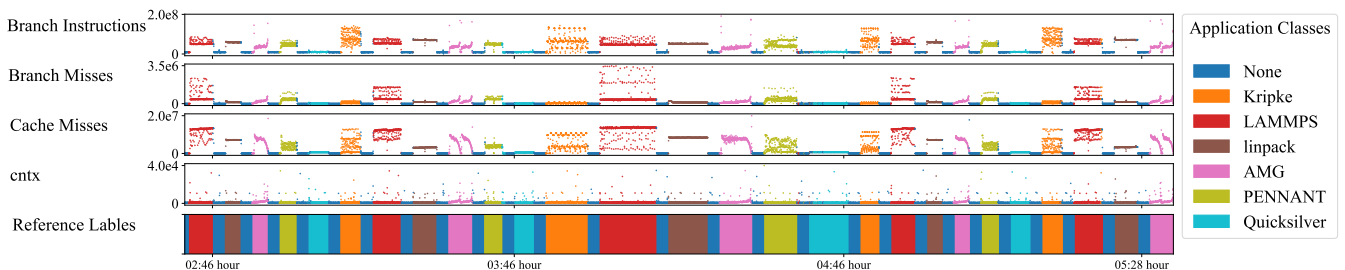 Branch Instructions
2.0e8
0
Branch Misses
3.5e6
0
Cache Misses
2.0e7
0
cntx
4.0e4
0
Reference Lables
02:46 hour
03:46 hour
04:46 hour
05:28 hour
Application Classes
None
Kripke
LAMMPS
linpack
AMG
PENNANT
Quicksilver